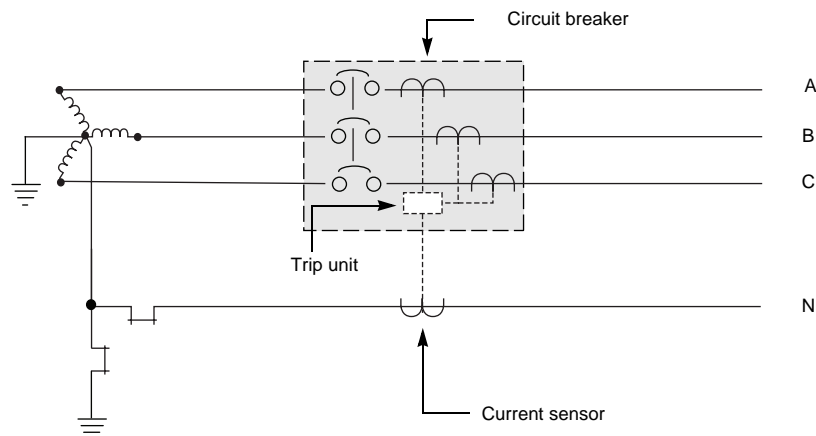 Circuit breaker
A
B
C
Trip unit
N
Current sensor